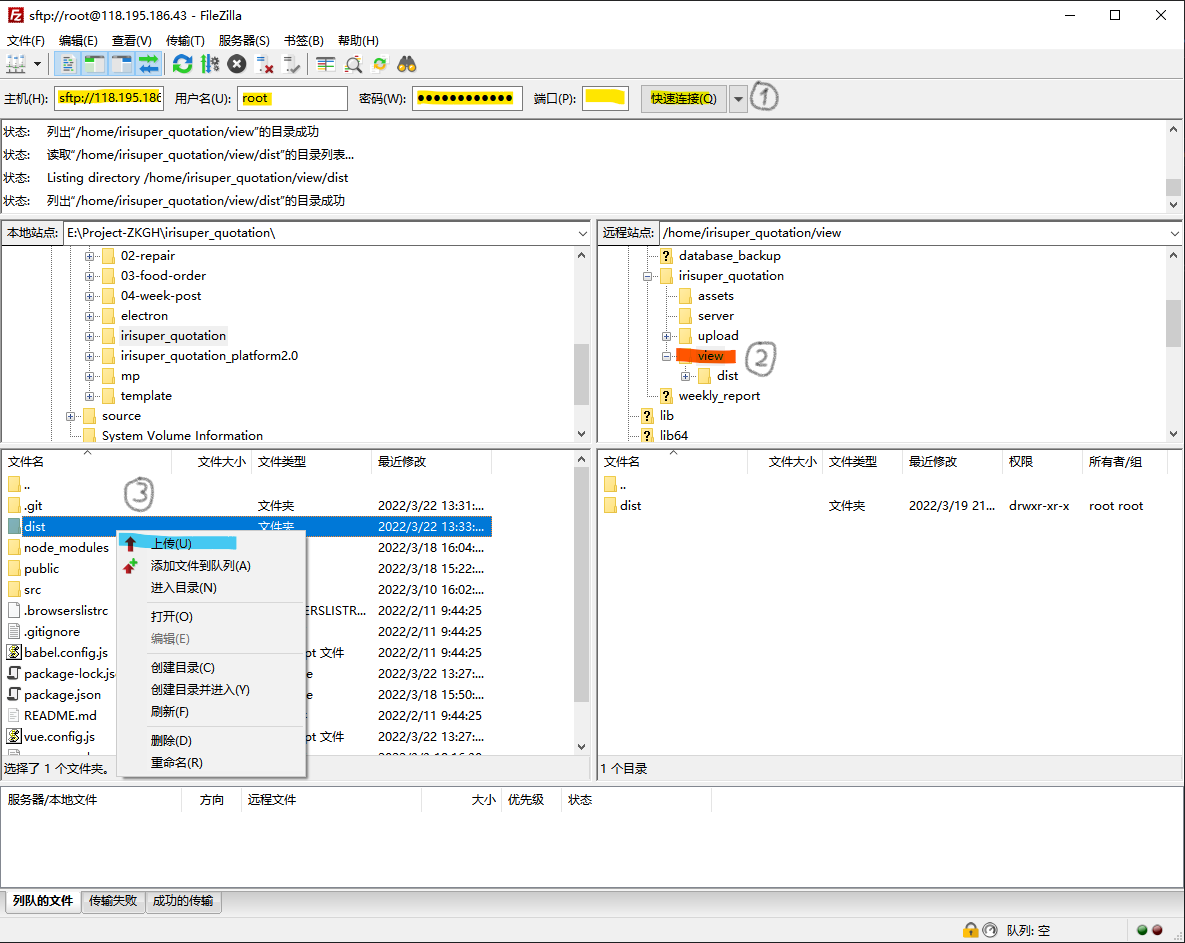 sftp://root@118.195.186.43 - FileZilla
文件(F) 编辑(E) 查看(V) 传输(T) 服务器(S) 书签(B) 帮助(H)
主机(H): sftp://118.195.186 用户名(U): root 密码(W): ●●●●●●●●●●●● 端口(P): 快速连接(Q) ①
状态: 列出"/home/irisuper_quotation/view"的目录成功
状态: 读取"/home/irisuper_quotation/view/dist"的目录列表...
状态: Listing directory /home/irisuper_quotation/view/dist
状态: 列出"/home/irisuper_quotation/view/dist"的目录成功
本地站点: E:\Project-ZKGH\irisuper_quotation\
02-repair
03-food-order
04-week-post
electron
irisuper_quotation
irisuper_quotation_platform2.0
mp
template
source
System Volume Information
远程站点: /home/irisuper_quotation/view
database_backup
irisuper_quotation
assets
server
upload
view ②
dist
weekly_report
lib
lib64
文件名 文件大小 文件类型 最近修改
..
③
.git 文件夹 2022/3/22 13:31:...
dist 文件夹 2022/3/22 13:33:...
node_modules 2022/3/18 16:04:...
public 2022/3/18 15:22:...
src 2022/3/10 16:02:...
.browserslistrc ERSLISTR... 2022/2/11 9:44:25
.gitignore 2022/2/11 9:44:25
babel.config.js pt 文件 2022/2/11 9:44:25
package-lock.js e 2022/3/22 13:27:...
package.json e 2022/3/18 15:50:...
README.md 2022/2/11 9:44:25
vue.config.js pt 文件 2022/3/22 13:27:...
上传(U)
添加文件到队列(A)
进入目录(N)
打开(O)
编辑(E)
创建目录(C)
创建目录并进入(Y)
刷新(F)
删除(D)
重命名(R)
选择了 1 个文件夹。
文件名 文件大小 文件类型 最近修改 权限 所有者/组
..
dist 文件夹 2022/3/19 21... drwxr-xr-x root root
1 个目录
服务器/本地文件 方向 远程文件 大小 优先级 状态
列队的文件 传输失败 成功的传输
队列: 空